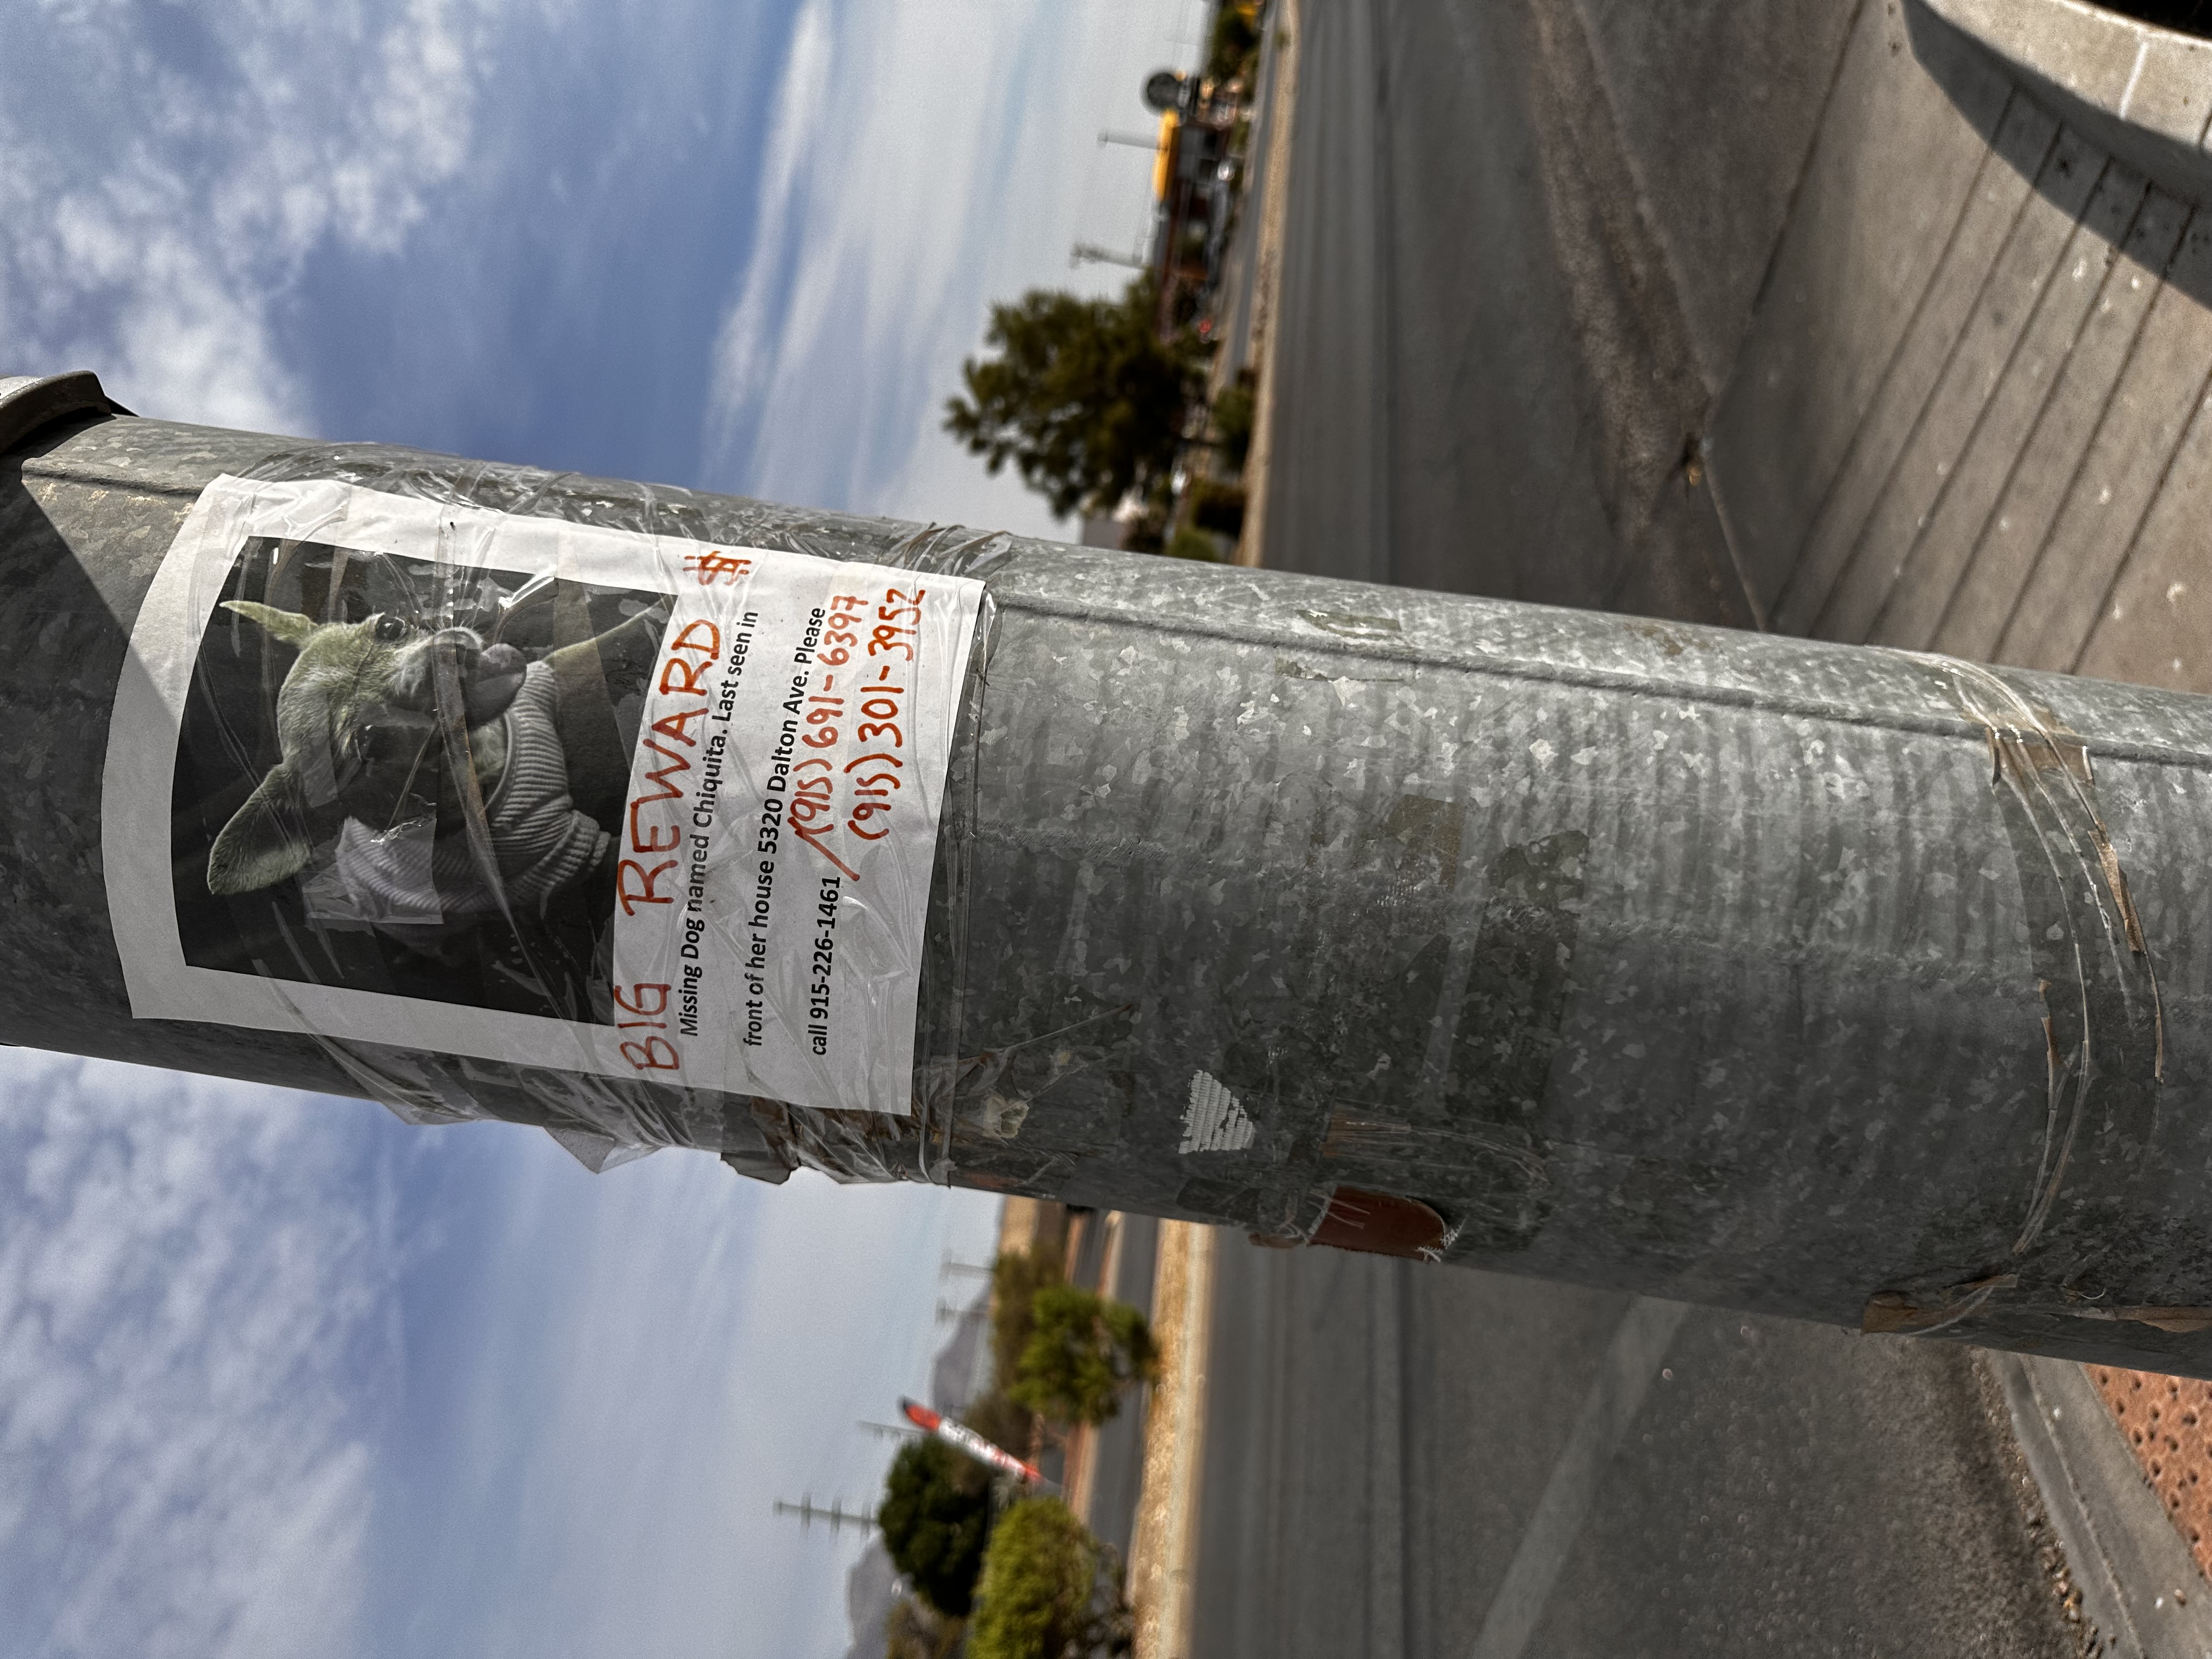 BIG REWARD $
Missing Dog named Chiquita. Last seen in
front of her house 5320 Dalton Ave. Please
call 915-226-1461 / (915) 691-6397
(915) 301-3952